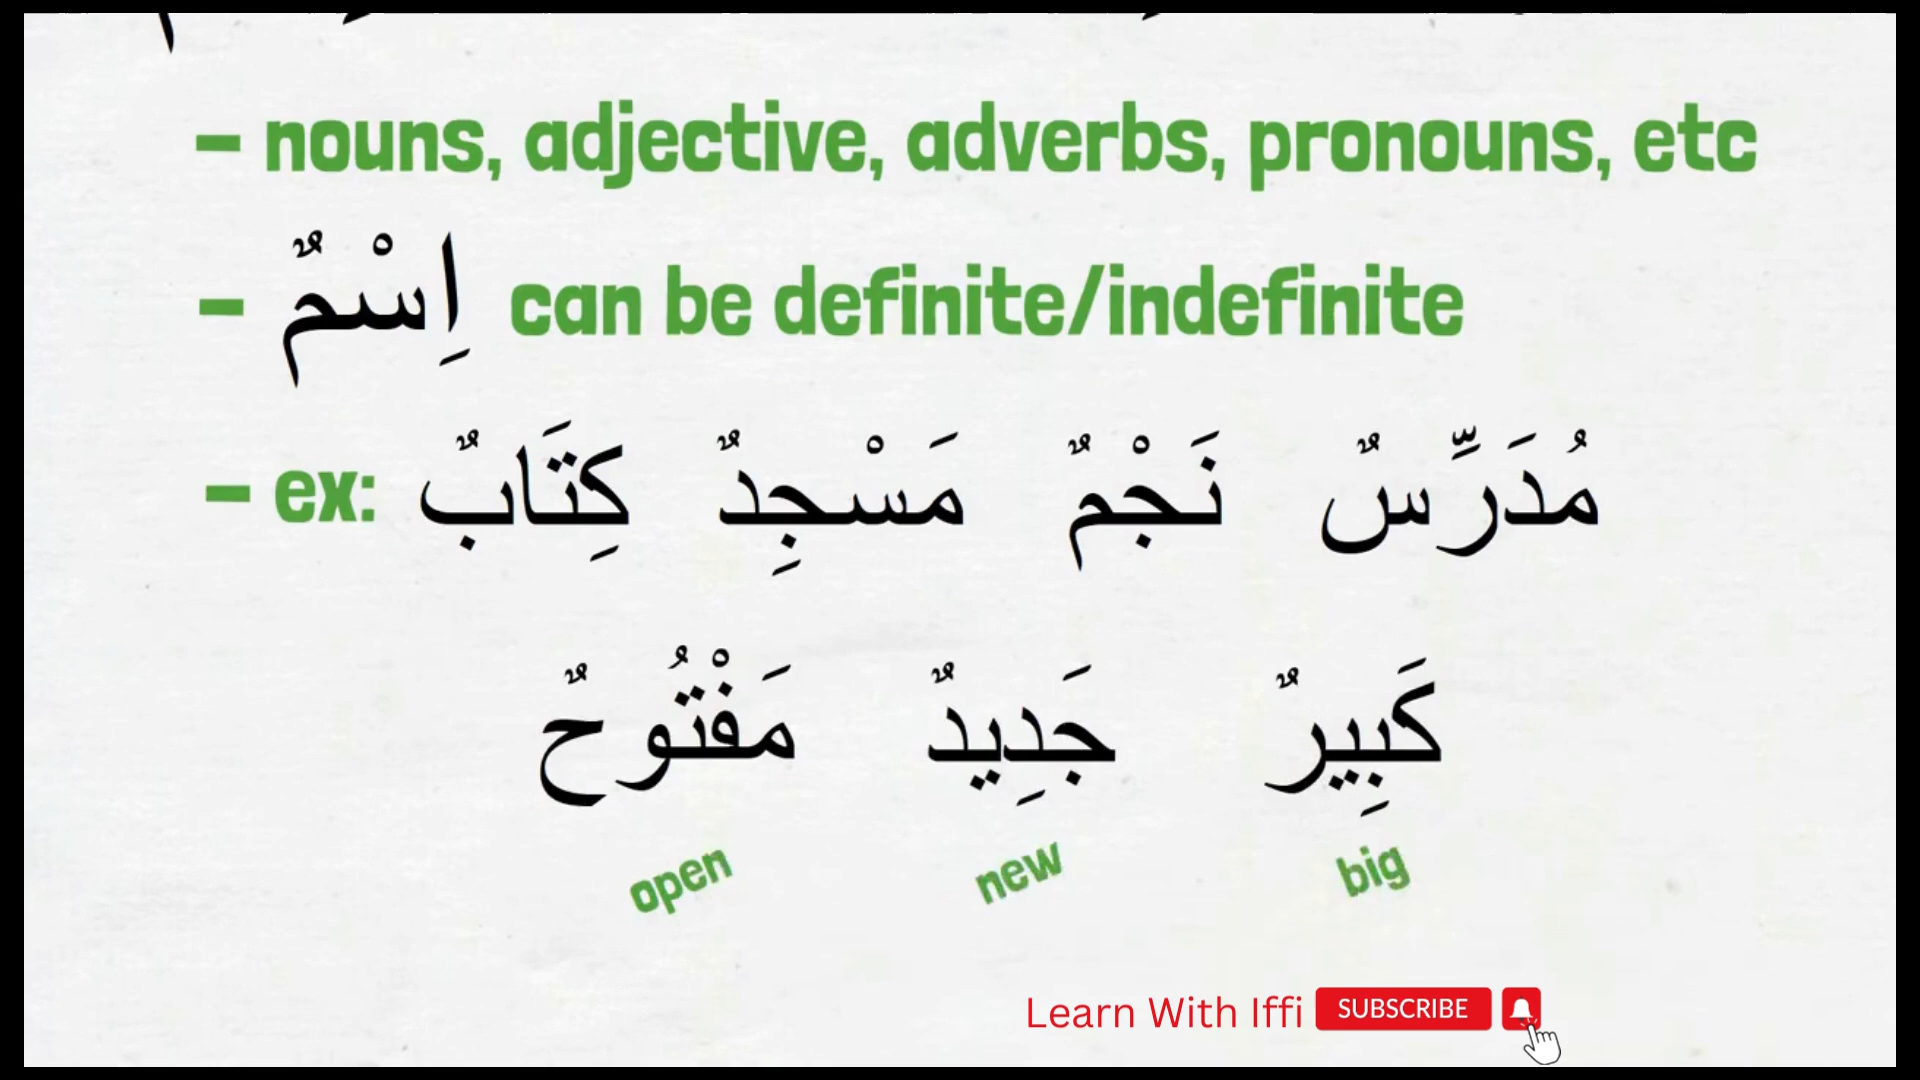 – nouns, adjective, adverbs, pronouns, etc
– اِسْمٌ can be definite/indefinite
– ex: كِتَابٌ مَسْجِدٌ نَجْمٌ مُدَرِّسٌ
مَفْتُوحٌ جَدِيدٌ كَبِيرٌ
open new big
Learn With Iffi SUBSCRIBE